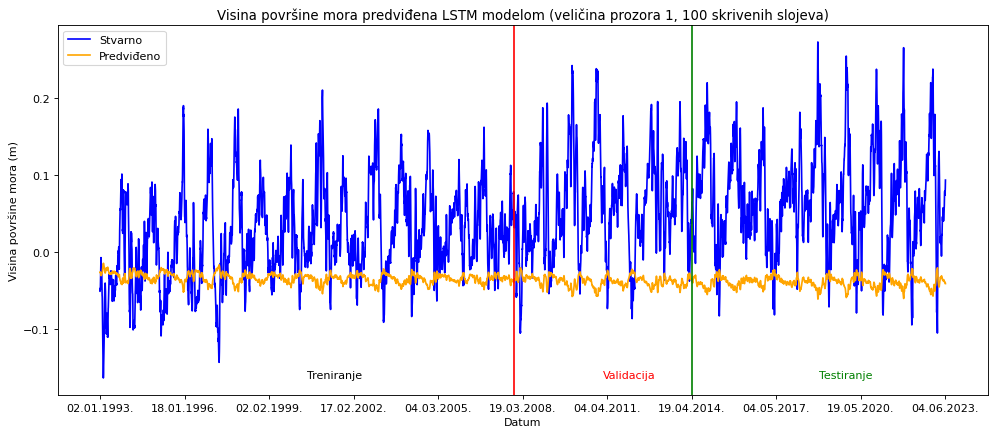 Visina površine mora predviđena LSTM modelom (veličina prozora 1, 100 skrivenih slojeva)
Stvarno
Predviđeno
Visina površine mora (m)
0.2
0.1
0.0
−0.1
Treniranje
Validacija
Testiranje
02.01.1993. 18.01.1996. 02.02.1999. 17.02.2002. 04.03.2005. 19.03.2008. 04.04.2011. 19.04.2014. 04.05.2017. 19.05.2020. 04.06.2023.
Datum